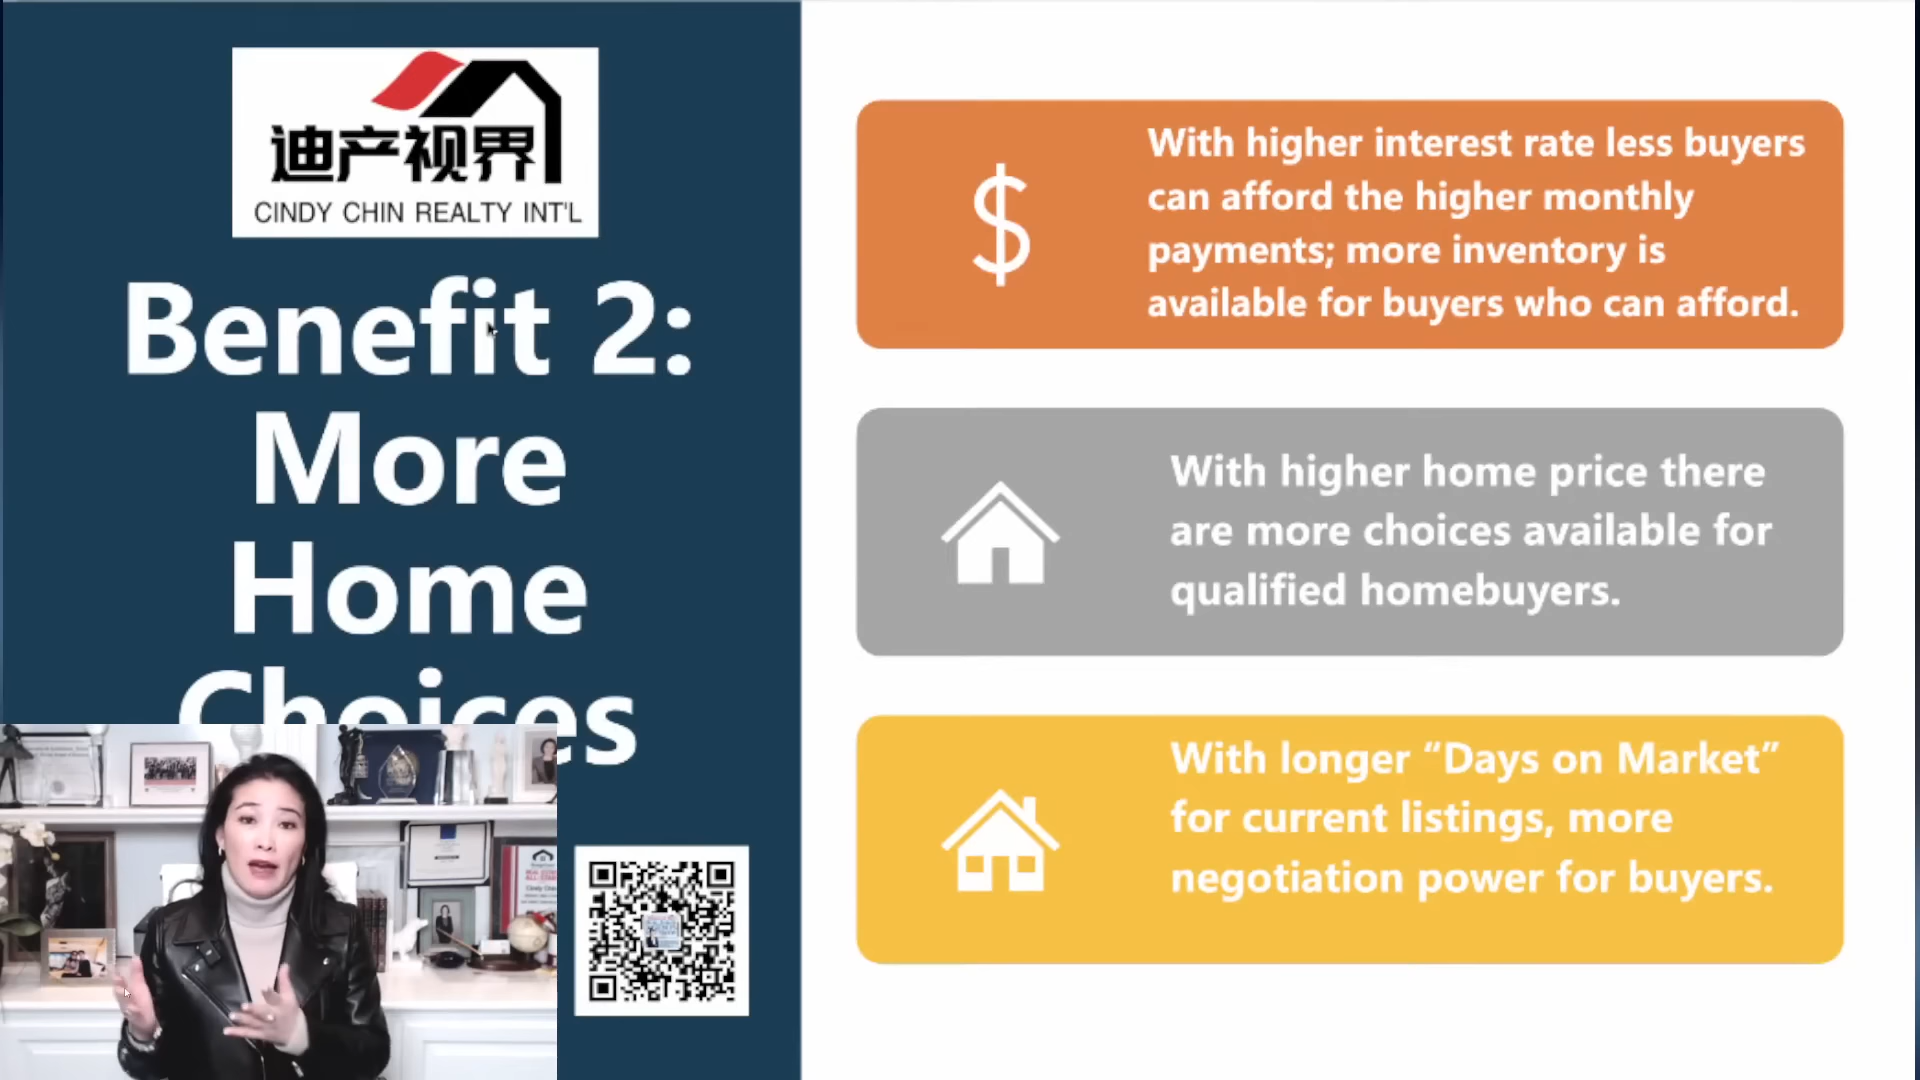 迪产视界
CINDY CHIN REALTY INT'L
Benefit 2:
More
Home
Choices
With higher interest rate less buyers
can afford the higher monthly
payments; more inventory is
available for buyers who can afford.
With higher home price there
are more choices available for
qualified homebuyers.
With longer “Days on Market”
for current listings, more
negotiation power for buyers.